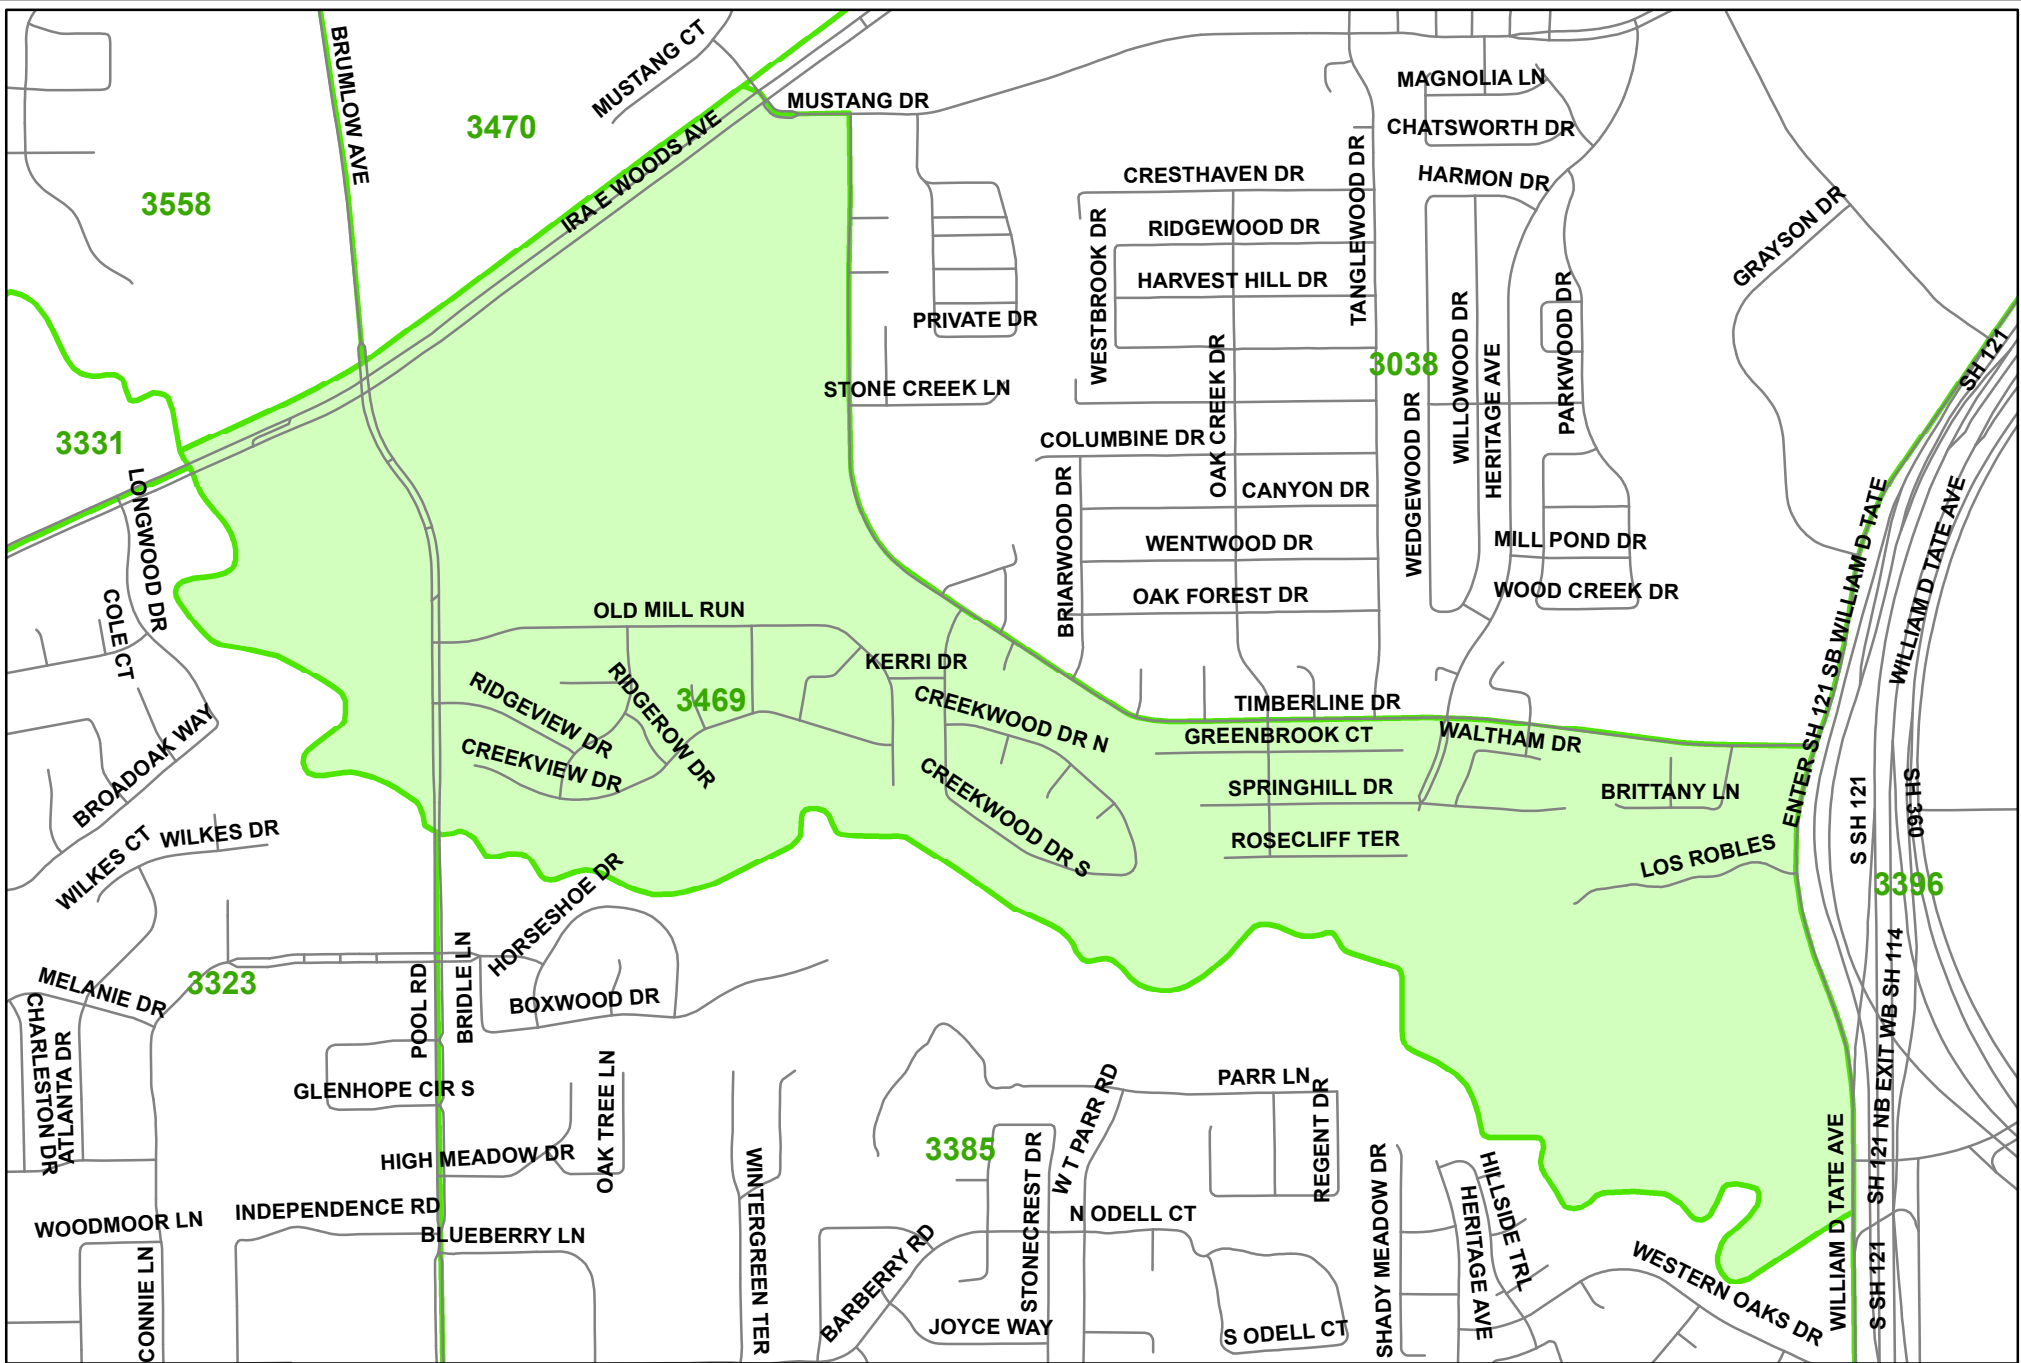 BRUMLOW AVE
MUSTANG CT
3470
MUSTANG DR
IRA E WOODS AVE
3558
MAGNOLIA LN
CHATSWORTH DR
CRESTHAVEN DR
HARMON DR
TANGLEWOOD DR
GRAYSON DR
RIDGEWOOD DR
WESTBROOK DR
HARVEST HILL DR
PRIVATE DR
WILLOWOOD DR
HERITAGE AVE
PARKWOOD DR
3038
SH 121
STONE CREEK LN
OAK CREEK DR
3331
COLUMBINE DR
WEDGEWOOD DR
LONGWOOD DR
BRIARWOOD DR
CANYON DR
WENTWOOD DR
MILL POND DR
WOOD CREEK DR
OAK FOREST DR
ENTER SH 121 SB WILLIAM D TATE
WILLIAM D TATE AVE
COLE CT
OLD MILL RUN
KERRI DR
RIDGEVIEW DR
RIDGEROW DR
3469
CREEKWOOD DR N
TIMBERLINE DR
GREENBROOK CT
WALTHAM DR
CREEKVIEW DR
BROADOAK WAY
CREEKWOOD DR S
SPRINGHILL DR
BRITTANY LN
S SH 121
SH 360
WILKES CT
WILKES DR
ROSECLIFF TER
LOS ROBLES
3396
HORSESHOE DR
POOL RD
BRIDLE LN
MELANIE DR
3323
BOXWOOD DR
CHARLESTON DR
ATLANTA DR
GLENHOPE CIR S
OAK TREE LN
PARR LN
REGENT DR
W T PARR RD
SH 121 NB EXIT WB SH 114
HIGH MEADOW DR
3385
STONECREST DR
SHADY MEADOW DR
HILLSIDE TRL
HERITAGE AVE
WILLIAM D TATE AVE
WOODMOOR LN
INDEPENDENCE RD
BLUEBERRY LN
WINTERGREEN TER
N ODELL CT
BARBERRY RD
WESTERN OAKS DR
S SH 121
CONNIE LN
JOYCE WAY
S ODELL CT